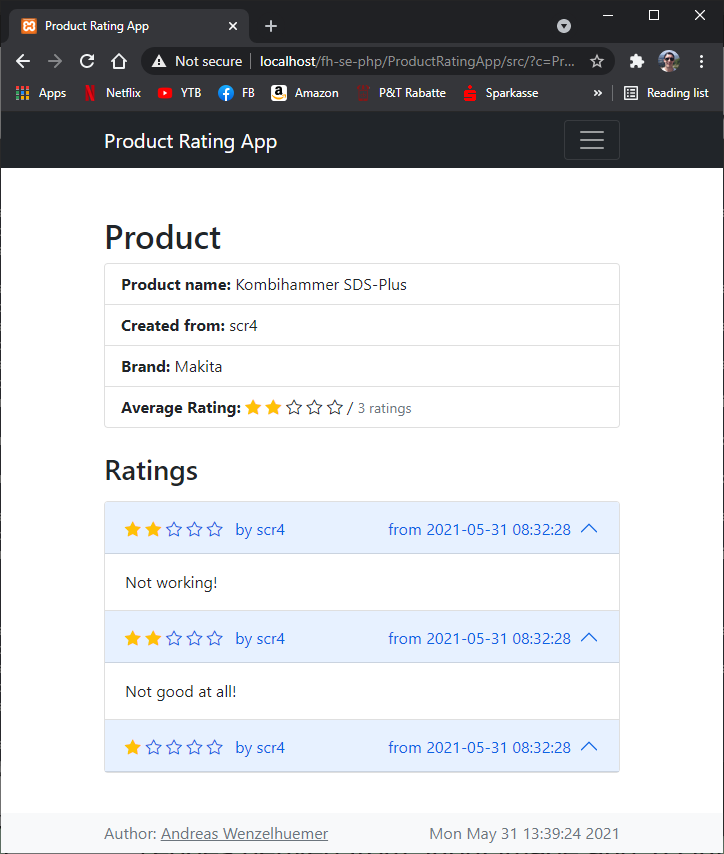 Product Rating App
Not secure | localhost/fh-se-php/ProductRatingApp/src/?c=Pr...
Apps Netflix YTB FB Amazon P&T Rabatte Sparkasse » Reading list
Product Rating App
Product
Product name: Kombihammer SDS-Plus
Created from: scr4
Brand: Makita
Average Rating: / 3 ratings
Ratings
by scr4 from 2021-05-31 08:32:28
Not working!
by scr4 from 2021-05-31 08:32:28
Not good at all!
by scr4 from 2021-05-31 08:32:28
Author: Andreas Wenzelhuemer Mon May 31 13:39:24 2021